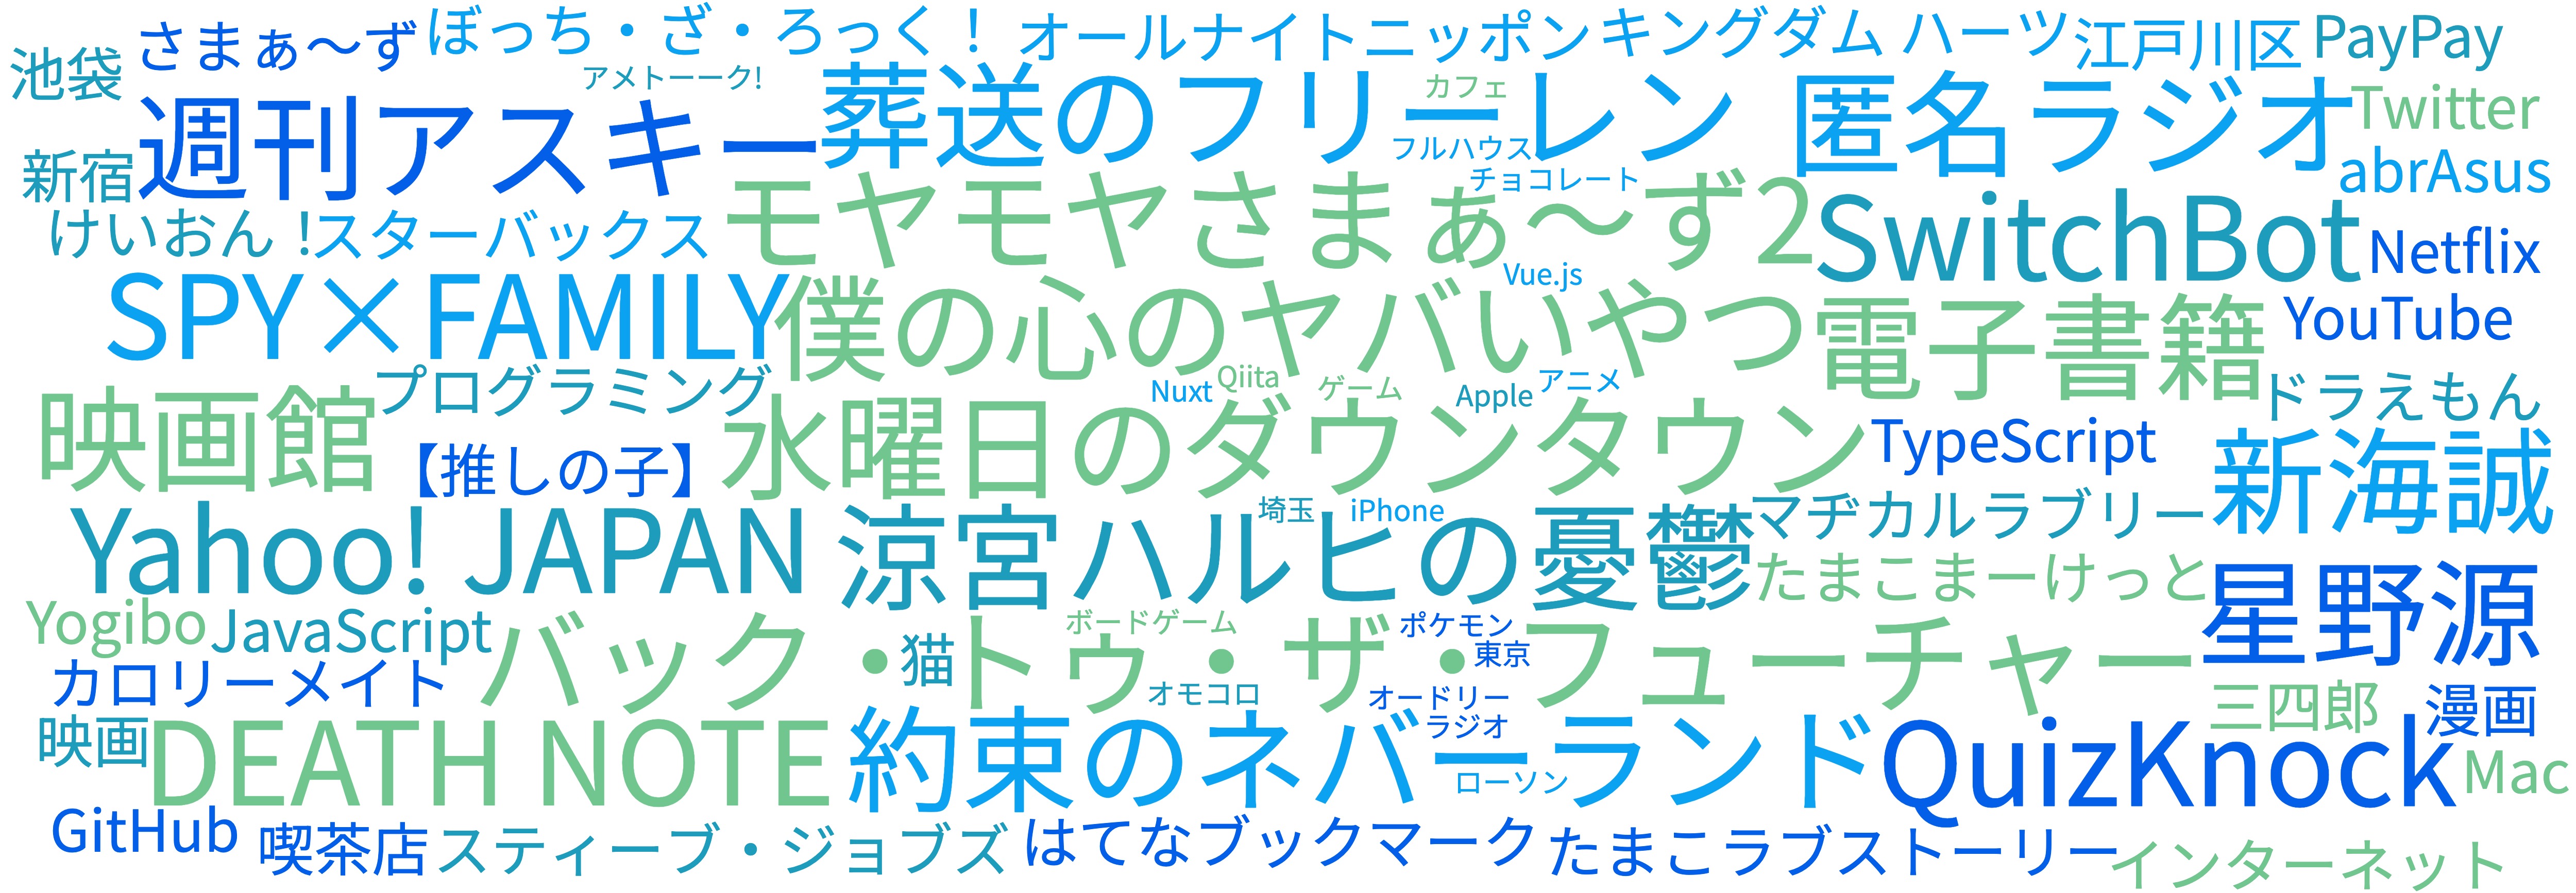 さまぁ〜ず ぼっち・ざ・ろっく！ オールナイトニッポン キングダム ハーツ 江戸川区 PayPay
池袋 アメトーーク! カフェ Twitter
週刊アスキー 葬送のフリーレン 匿名ラジオ
新宿 フルハウス abrAsus
チョコレート
けいおん！ スターバックス モヤモヤさまぁ〜ず2 SwitchBot Netflix
Vue.js
SPY×FAMILY 僕の心のヤバいやつ 電子書籍 YouTube
プログラミング Nuxt Qiita ゲーム Apple アニメ ドラえもん
映画館 【推しの子】 水曜日のダウンタウン TypeScript 新海誠
埼玉 iPhone マヂカルラブリー
Yahoo! JAPAN 涼宮ハルヒの憂鬱 たまこまーけっと
Yogibo JavaScript ボードゲーム ポケモン 星野源
バック・トゥ・ザ・フューチャー 猫 東京
カロリーメイト オモコロ オードリー 三四郎 漫画
映画 ラジオ
DEATH NOTE 約束のネバーランド QuizKnock Mac
ローソン
GitHub 喫茶店 スティーブ・ジョブズ はてなブックマーク たまこラブストーリー インターネット